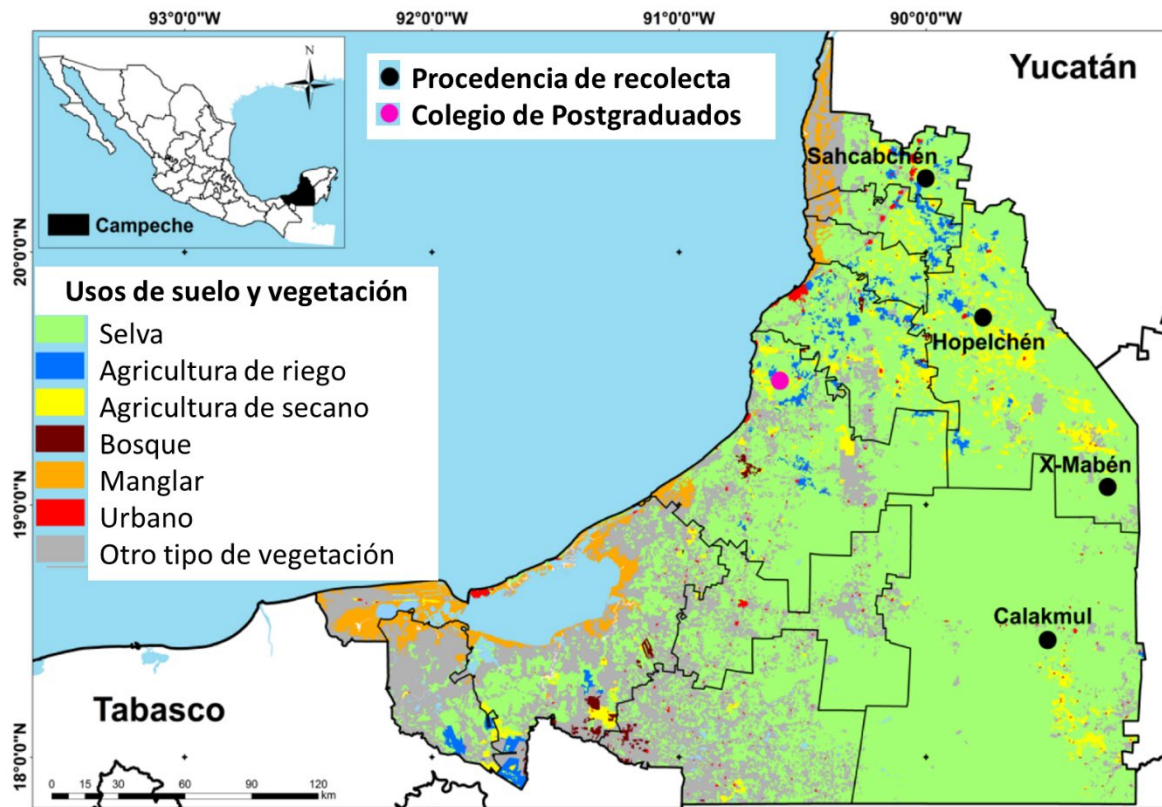 93°0'0"W
92°0'0"W
91°0'0"W
90°0'0"W
N
Procedencia de recolecta
Colegio de Postgraduados
Yucatán
Campeche
Sahcabchén
20°0'0"N
Usos de suelo y vegetación
Selva
Agricultura de riego
Agricultura de secano
Bosque
Manglar
Urbano
Otro tipo de vegetación
Hopelchén
X-Mabén
19°0'0"N
Calakmul
Tabasco
18°0'0"N
0 15 30 60 90 120
km